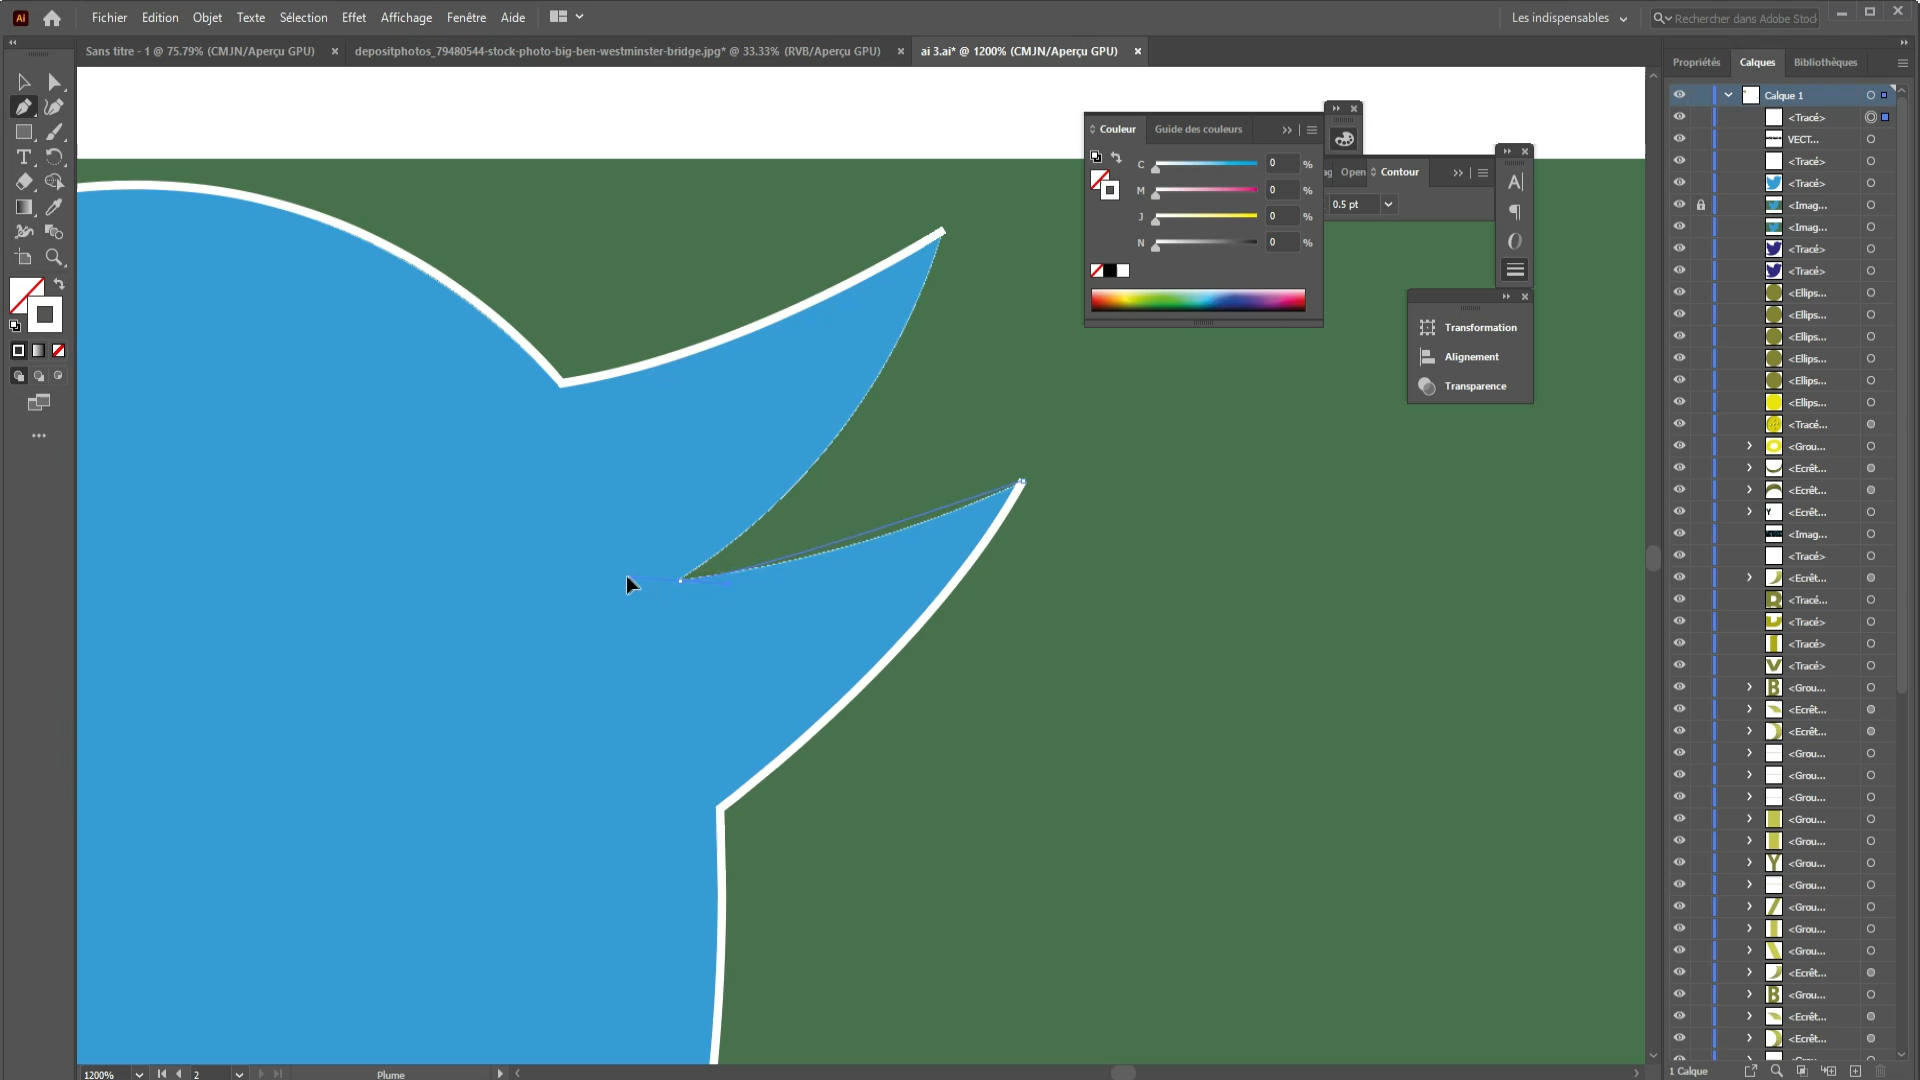 Ai
Fichier Edition Objet Texte Sélection Effet Affichage Fenêtre Aide
Les indispensables
Rechercher dans Adobe Stoc
Sans titre - 1 @ 75.79% (CMJN/Aperçu GPU) ×
depositphotos_79480544-stock-photo-big-ben-westminster-bridge.jpg* @ 33.33% (RVB/Aperçu GPU) ×
ai 3.ai* @ 1200% (CMJN/Aperçu GPU) ×
Propriétés Calques Bibliothèques
Couleur Guide des couleurs
C 0 %
M 0 %
J 0 %
N 0 %
Open Contour
0.5 pt
Transformation
Alignement
Transparence
Calque 1
<Tracé>
VECT...
<Tracé>
<Tracé>
<Imag...
<Imag...
<Tracé>
<Tracé>
<Ellips...
<Ellips...
<Ellips...
<Ellips...
<Ellips...
<Ellips...
<Tracé...
<Grou...
<Ecrêt...
<Ecrêt...
<Ecrêt...
<Imag...
<Tracé>
<Ecrêt...
<Tracé...
<Tracé>
<Tracé>
<Tracé>
<Grou...
<Ecrêt...
<Ecrêt...
<Grou...
<Grou...
<Grou...
<Grou...
<Grou...
<Grou...
<Grou...
<Grou...
<Grou...
<Grou...
<Ecrêt...
<Grou...
<Ecrêt...
<Ecrêt...
1 Calque
1200% 2 Plume